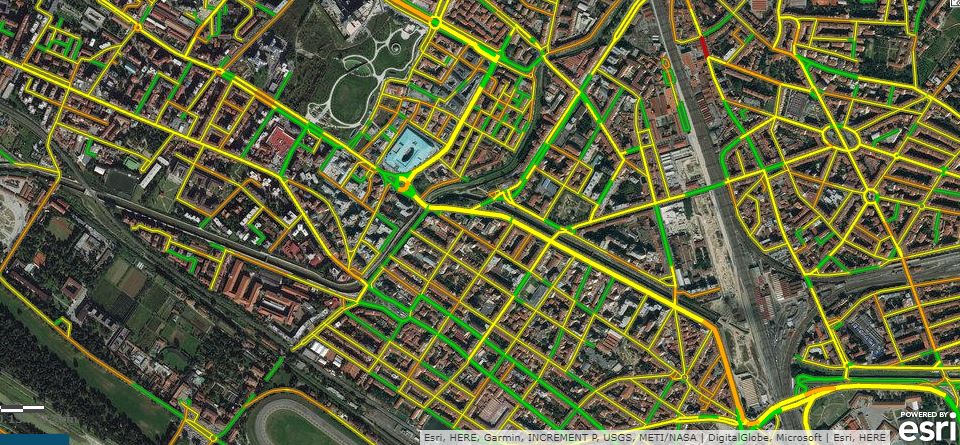 POWERED BY
esri
Esri, HERE, Garmin, INCREMENT P, USGS, METI/NASA | DigitalGlobe, Microsoft | Esri, HERE